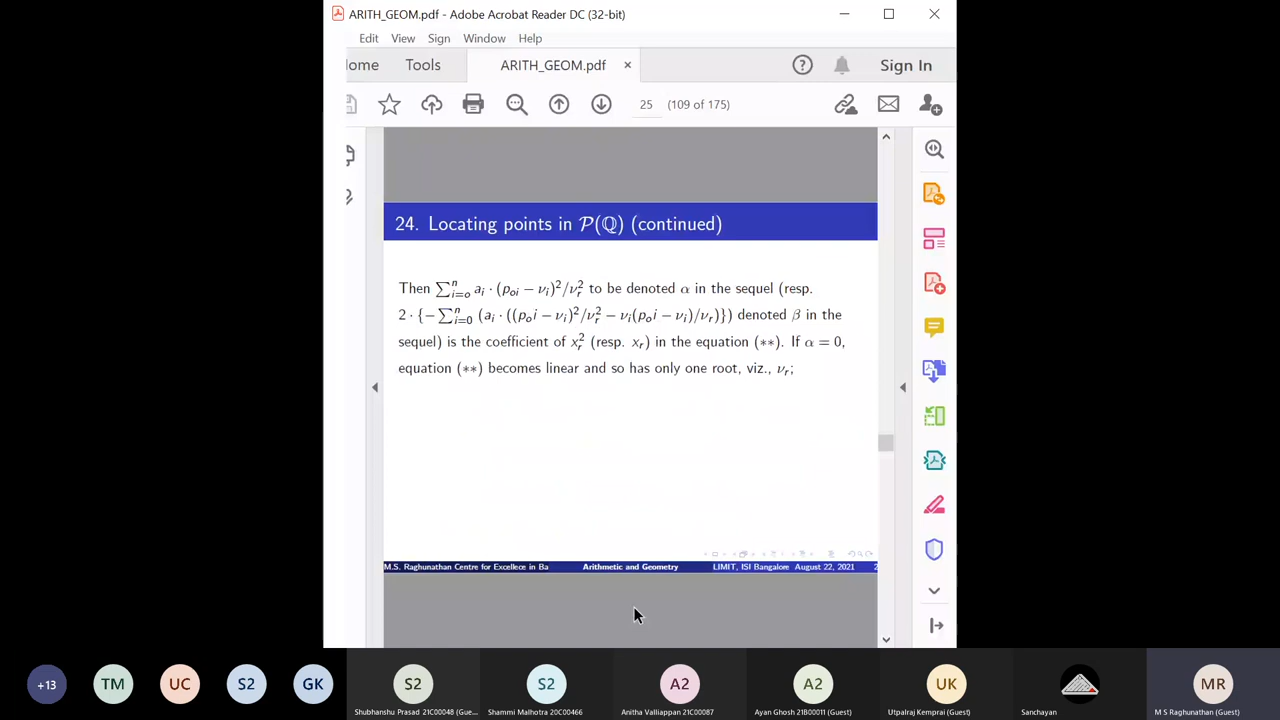 ARITH_GEOM.pdf - Adobe Acrobat Reader DC (32-bit)
Edit View Sign Window Help
ome Tools ARITH_GEOM.pdf × Sign In
25 (109 of 175)
24. Locating points in 𝒫(ℚ) (continued)
Then ∑ⁿᵢ₌ₒ aᵢ · (pₒᵢ − νᵢ)²/νᵣ² to be denoted α in the sequel (resp.
2 · {−∑ⁿᵢ₌₀ (aᵢ · ((pₒi − νᵢ)²/νᵣ² − νᵢ(pₒi − νᵢ)/νᵣ)}) denoted β in the
sequel) is the coefficient of xᵣ² (resp. xᵣ) in the equation (∗∗). If α = 0,
equation (∗∗) becomes linear and so has only one root, viz., νᵣ;
M.S. Raghunathan Centre for Excellece in Ba Arithmetic and Geometry LIMIT, ISI Bangalore August 22, 2021 2
+13 TM UC S2 GK S2 S2 A2 A2 UK MR
Shubhanshu Prasad 21C00048 (Gue... Shammi Malhotra 20C00466 Anitha Valliappan 21C00087 Ayan Ghosh 21B00011 (Guest) Utpalraj Kemprai (Guest) Sanchayan M S Raghunathan (Guest)